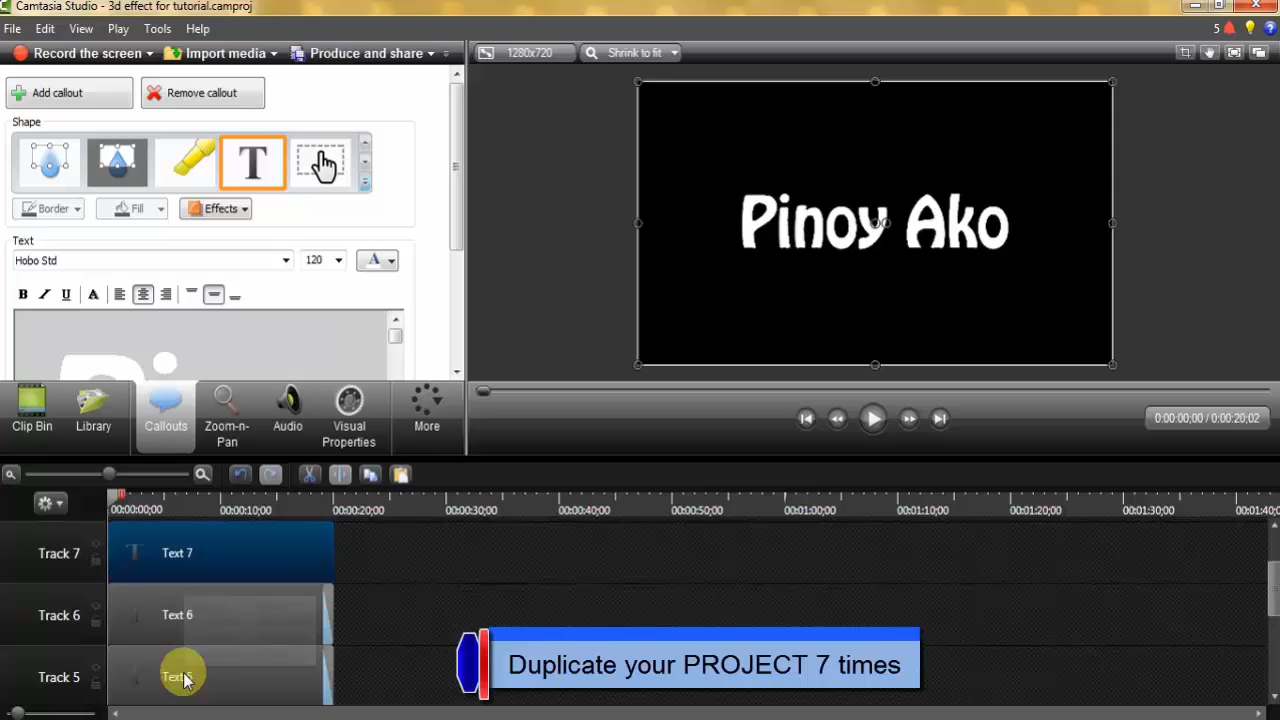 Camtasia Studio - 3d effect for tutorial.camproj
File Edit View Play Tools Help
5
Record the screen Import media Produce and share
1280x720 Shrink to fit
Add callout Remove callout
Shape
T
Border Fill Effects
Text
Hobo Std 120 A
B I U A
Pi
Pinoy Ako
Clip Bin Library Callouts Zoom-n-Pan Audio Visual Properties More
0:00:00;00 / 0:00:20;02
00:00:00;00 00:00:10;00 00:00:20;00 00:00:30;00 00:00:40;00 00:00:50;00 00:01:00;00 00:01:10;00 00:01:20;00 00:01:30;00
Track 7 Text 7
Track 6 Text 6
Track 5
Duplicate your PROJECT 7 times